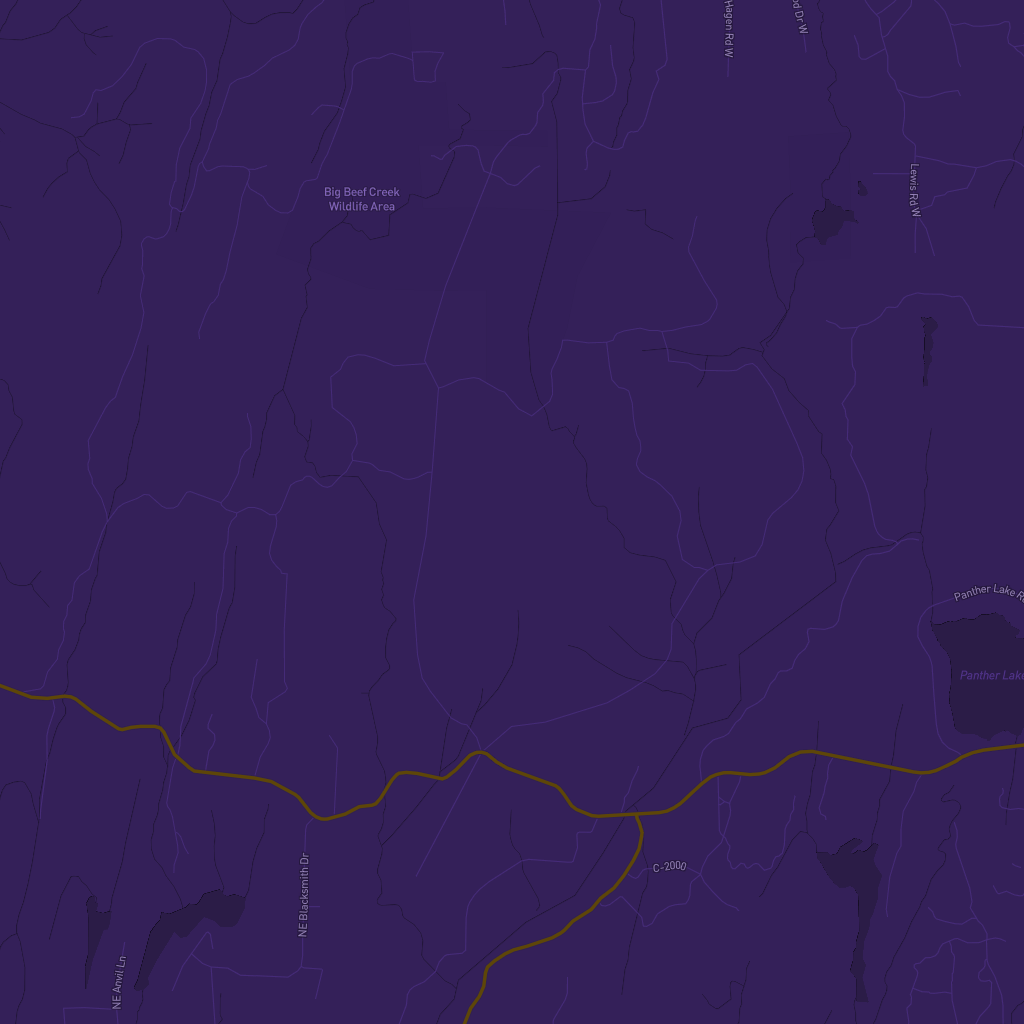 Hagen Rd W
od Dr W
Lewis Rd W
Big Beef Creek
Wildlife Area
Panther Lake R
Panther Lake
C-2000
NE Blacksmith Dr
NE Anvil Ln